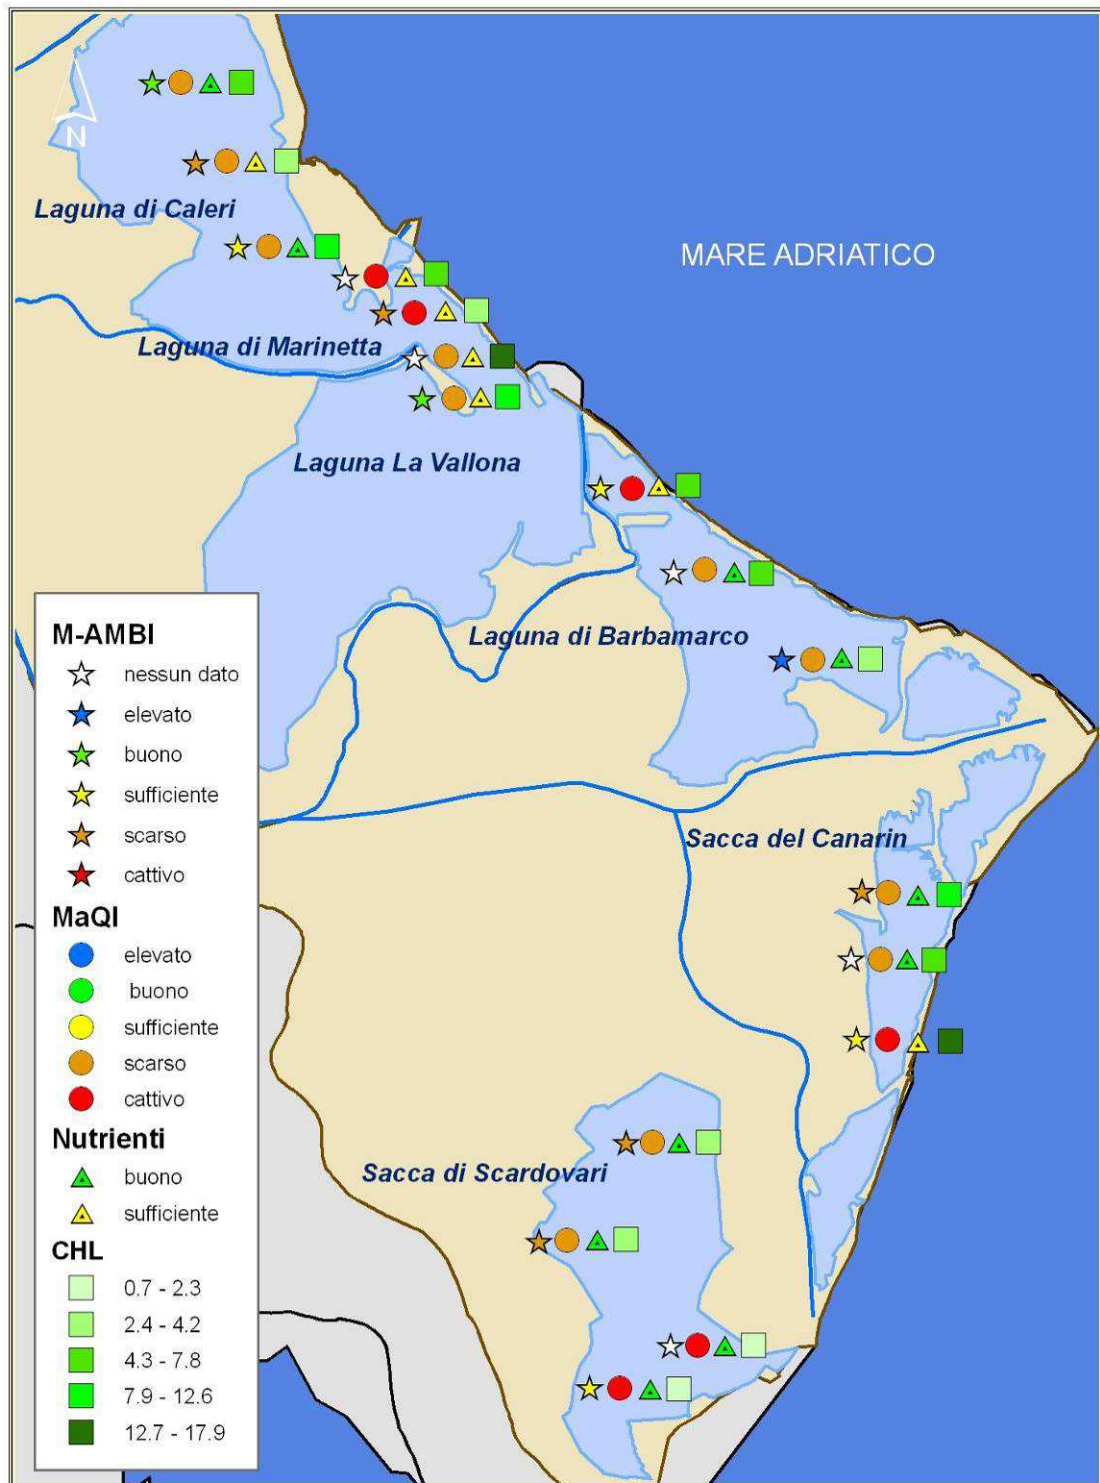 N
Laguna di Caleri
MARE ADRIATICO
Laguna di Marinetta
Laguna La Vallona
Laguna di Barbamarco
Sacca del Canarin
Sacca di Scardovari
M-AMBI
nessun dato
elevato
buono
sufficiente
scarso
cattivo
MaQI
elevato
buono
sufficiente
scarso
cattivo
Nutrienti
buono
sufficiente
CHL
0.7 - 2.3
2.4 - 4.2
4.3 - 7.8
7.9 - 12.6
12.7 - 17.9